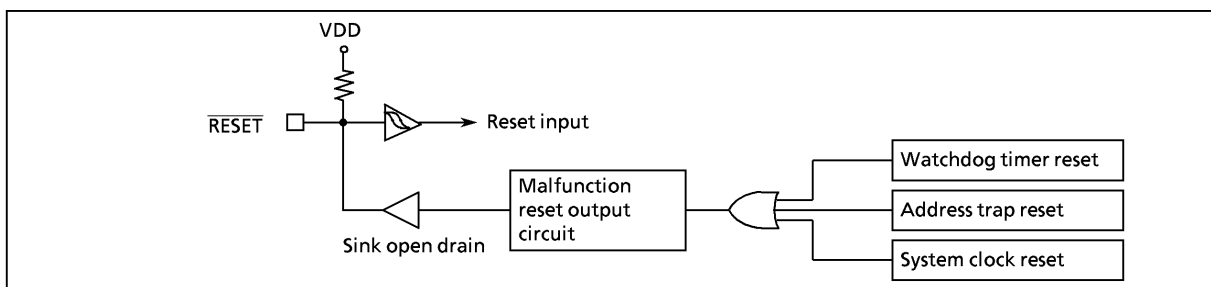 VDD
RESET
Reset input
Watchdog timer reset
Malfunction
reset output
circuit
Address trap reset
Sink open drain
System clock reset